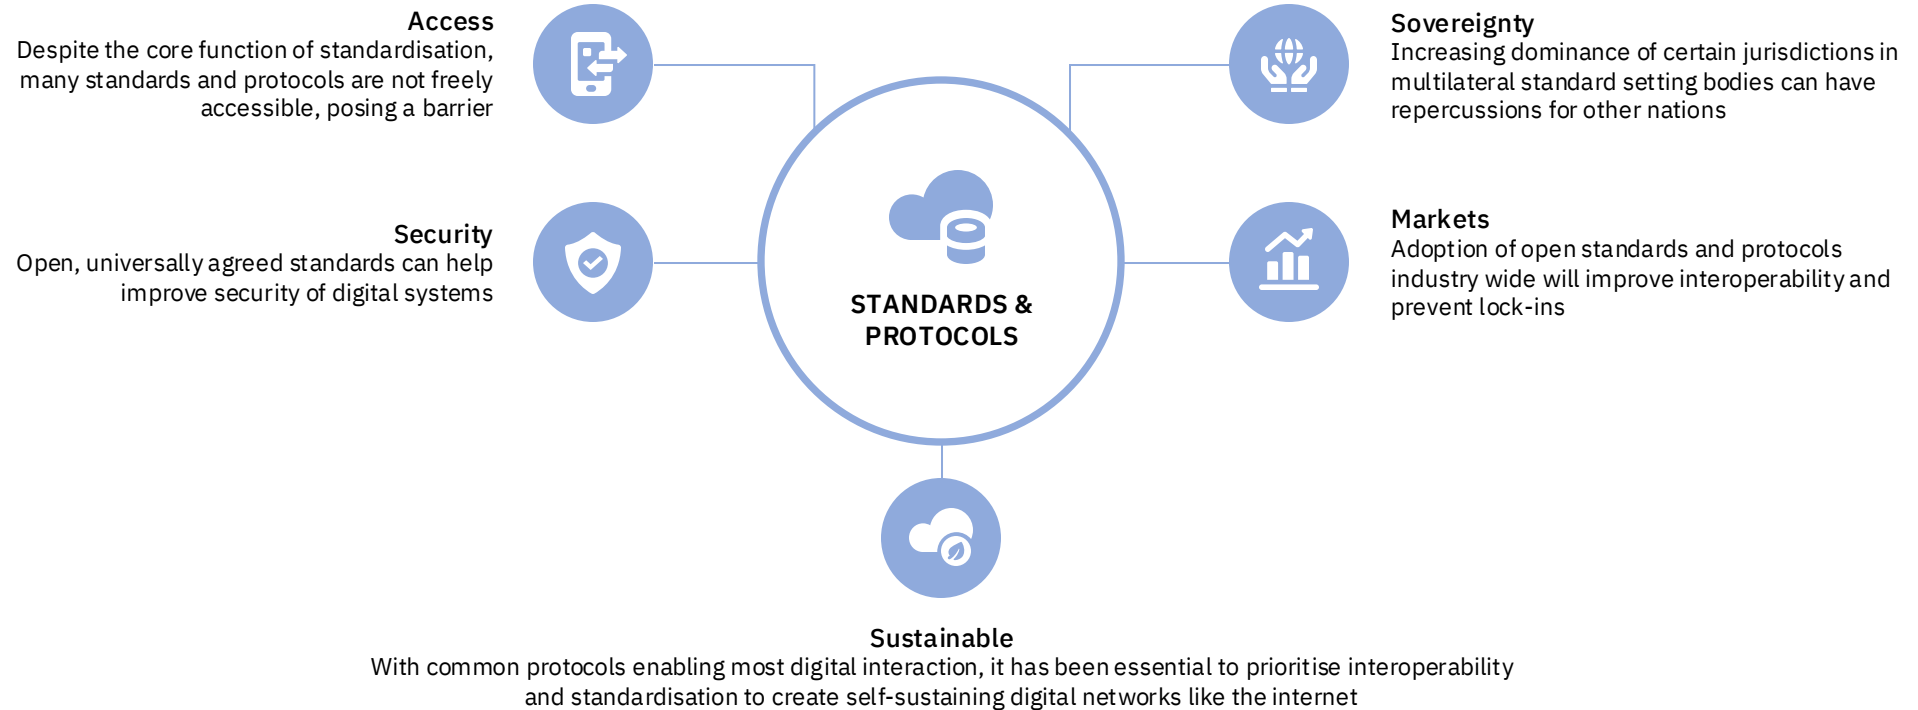 Access
Despite the core function of standardisation,
many standards and protocols are not freely
accessible, posing a barrier
Security
Open, universally agreed standards can help
improve security of digital systems
STANDARDS &
PROTOCOLS
Sovereignty
Increasing dominance of certain jurisdictions in
multilateral standard setting bodies can have
repercussions for other nations
Markets
Adoption of open standards and protocols
industry wide will improve interoperability and
prevent lock-ins
Sustainable
With common protocols enabling most digital interaction, it has been essential to prioritise interoperability
and standardisation to create self-sustaining digital networks like the internet